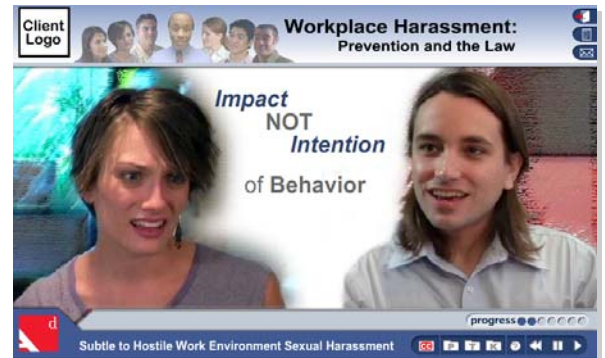 Client
Logo
Workplace Harassment:
Prevention and the Law
Impact
NOT
Intention
of Behavior
progress
d
Subtle to Hostile Work Environment Sexual Harassment
CC
P
T
K